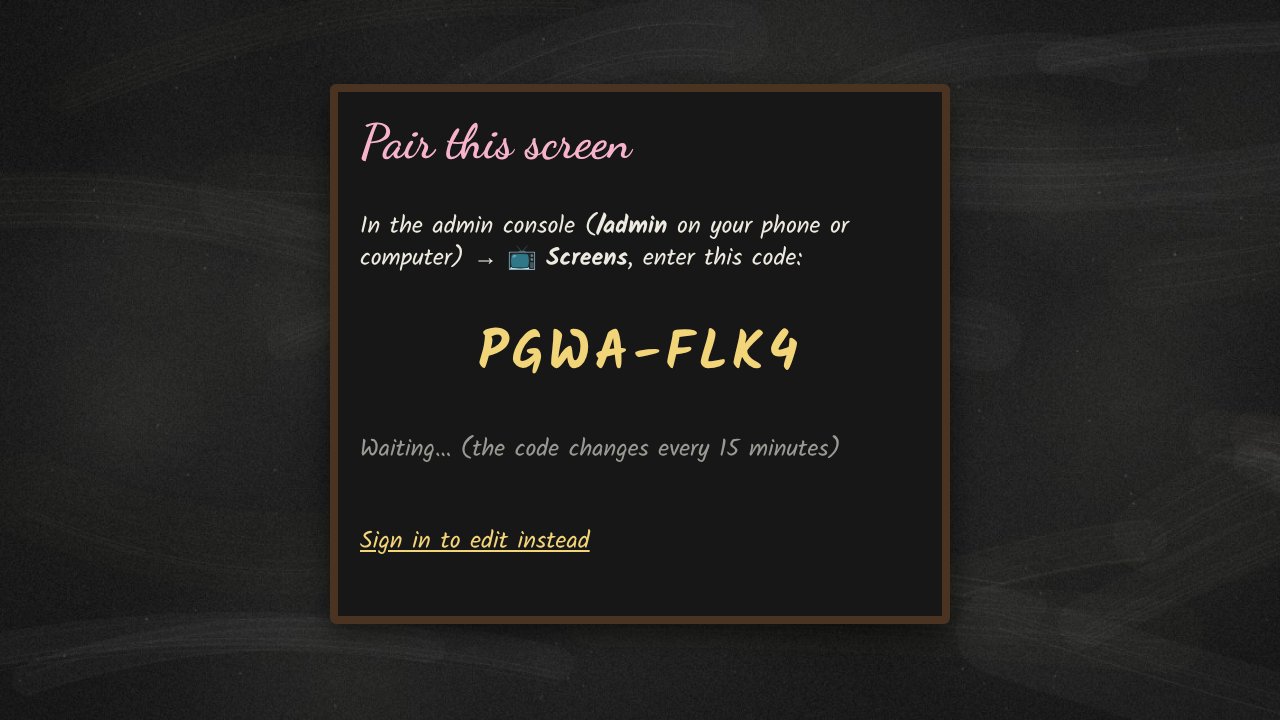 Pair this screen
In the admin console (/admin on your phone or
computer) → 📺 Screens, enter this code:
PGWA-FLK4
Waiting... (the code changes every 15 minutes)
Sign in to edit instead